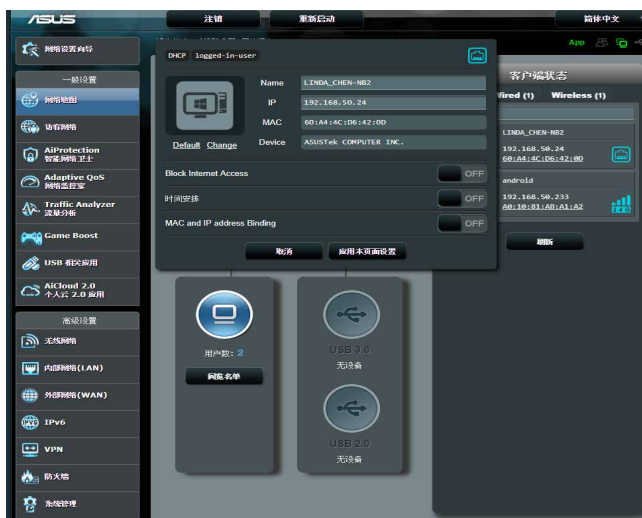 ASUS
注销
重新启动
简体中文
App
网络设置向导
一般设置
网络地图
访客网络
AiProtection
智能网络卫士
Adaptive QoS
网络监控家
Traffic Analyzer
流量分析
Game Boost
USB 相关应用
AiCloud 2.0
个人云 2.0 应用
高级设置
无线网络
内部网络(LAN)
外部网络(WAN)
IPv6
VPN
防火墙
系统管理
DHCP logged-in-user
Name LINDA_CHEN-NB2
IP 192.168.50.24
MAC 60:A4:4C:D6:42:0D
Default Change
Device ASUSTek COMPUTER INC.
Block Internet Access OFF
时间安排 OFF
MAC and IP address Binding OFF
取消
应用本页面设置
用户数: 2
阅览名单
USB 3.0
无设备
USB 2.0
无设备
客户端状态
Wired (1) Wireless (1)
LINDA_CHEN-NB2
192.168.50.24
60:A4:4C:D6:42:0D
android
192.168.50.233
A0:10:81:AB:A1:A2
2.4 G
刷新